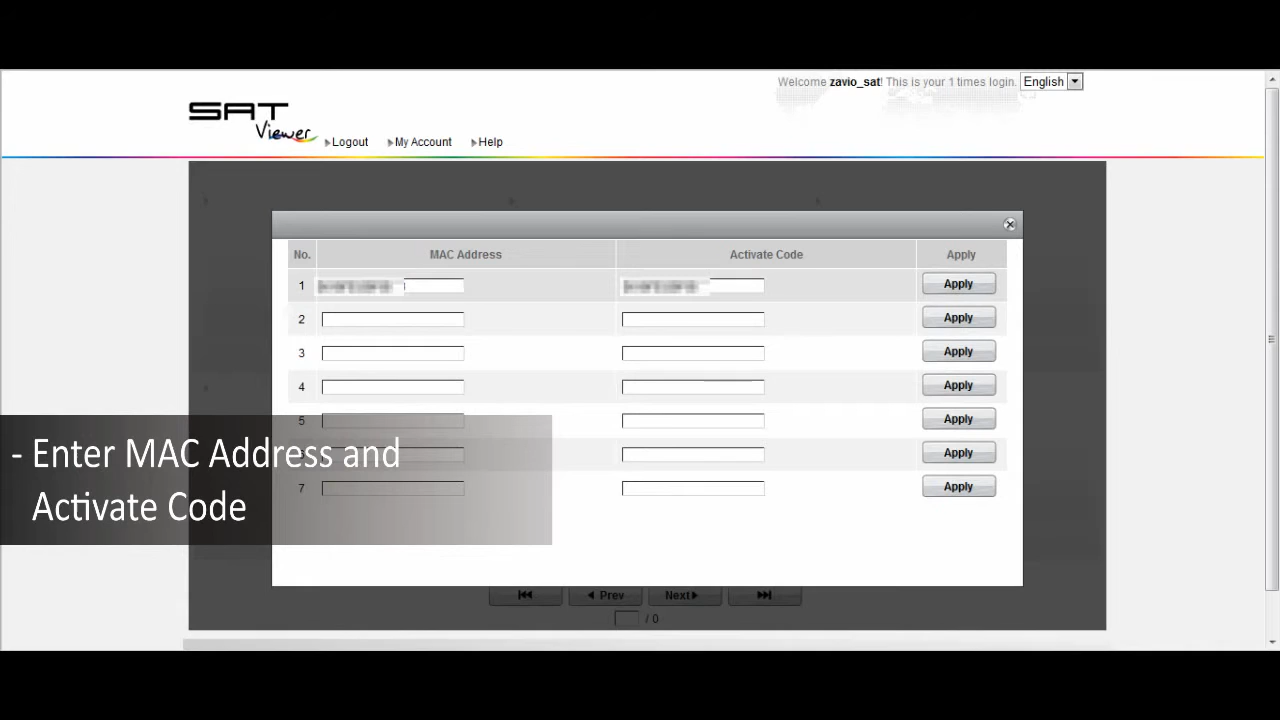 Welcome zavio_sat! This is your 1 times login. English
SAT
Viewer
Logout My Account Help
No. MAC Address Activate Code Apply
1 Apply
2 Apply
3 Apply
4 Apply
5 Apply
6 Apply
7 Apply
- Enter MAC Address and
Activate Code
Prev Next
/ 0